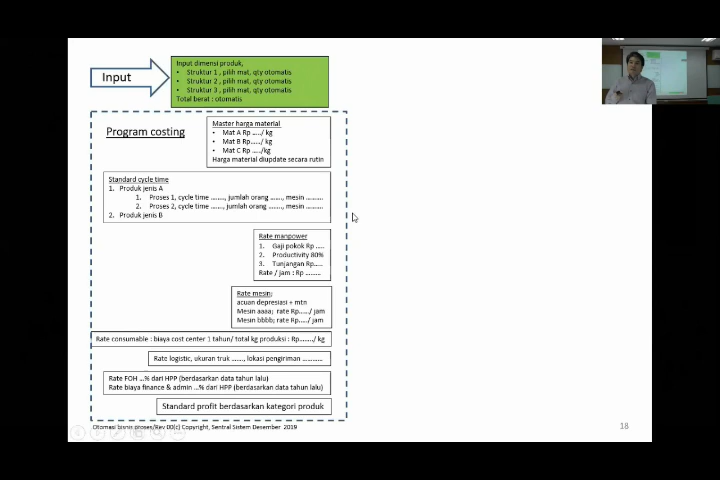 Input
Input dimensi produk,
• Struktur 1 , pilih mat, qty otomatis
• Struktur 2 , pilih mat, qty otomatis
• Struktur 3 , pilih mat, qty otomatis
Total berat : otomatis
Program costing
Master harga material
• Mat A Rp …../ kg
• Mat B Rp …../ kg
• Mat C Rp …../kg
Harga material diupdate secara rutin
Standard cycle time
1. Produk jenis A
1. Proses 1, cycle time …….., jumlah orang ……., mesin ……….
2. Proses 2, cycle time …….., jumlah orang ……., mesin ……….
2. Produk jenis B
Rate manpower
1. Gaji pokok Rp …..
2. Productivity 80%
3. Tunjangan Rp…..
Rate / jam : Rp ………
Rate mesin;
acuan depresiasi + mtn
Mesin aaaa; rate Rp…../ jam
Mesin bbbb; rate Rp…../ jam
Rate consumable : biaya cost center 1 tahun/ total kg produksi : Rp……./ kg
Rate logistic, ukuran truk ……., lokasi pengiriman …………
Rate FOH …% dari HPP (berdasarkan data tahun lalu)
Rate biaya finance & admin …% dari HPP (berdasarkan data tahun lalu)
Standard profit berdasarkan kategori produk
Otomasi bisnis proses/Rev 00(c) Copyright, Sentral Sistem Desember 2019
18